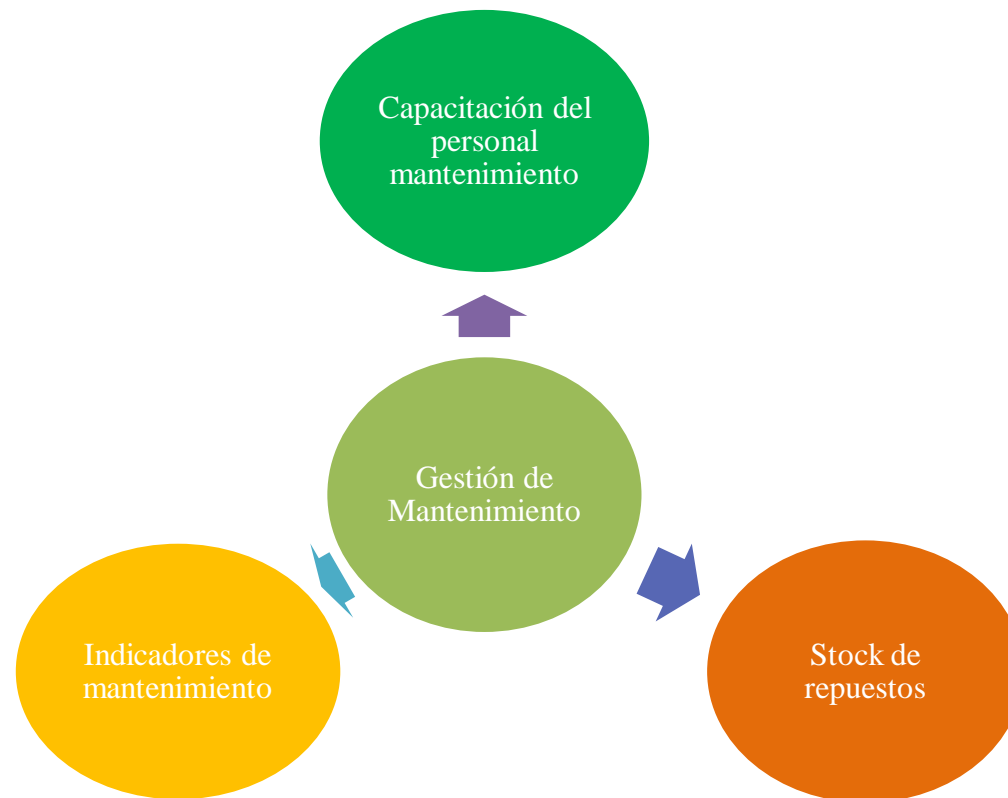 Capacitación del
personal
mantenimiento
Gestión de
Mantenimiento
Indicadores de
mantenimiento
Stock de
repuestos